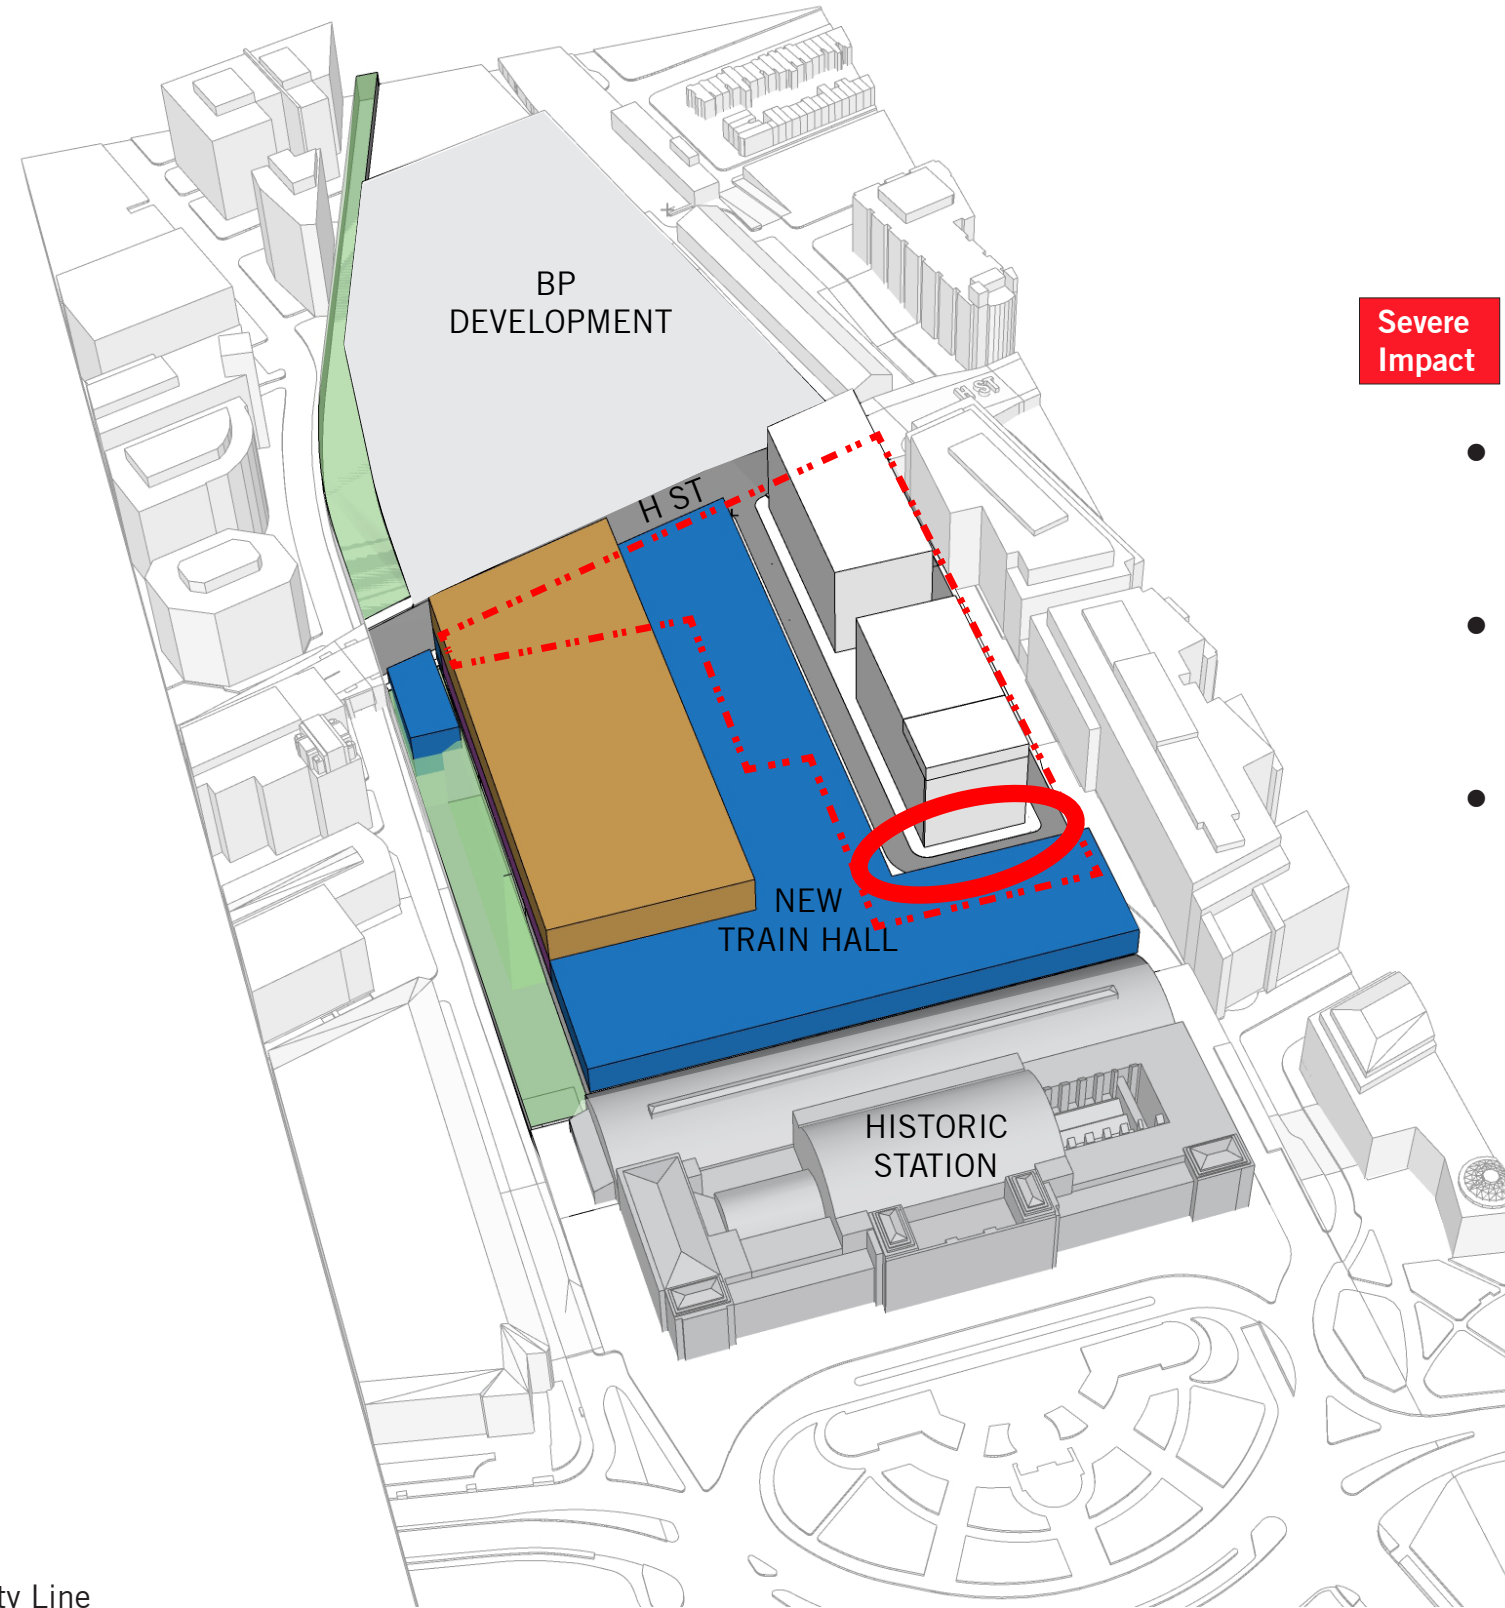 BP
DEVELOPMENT
Severe
Impact
H ST
H ST
NEW
TRAIN HALL
HISTORIC
STATION
ty Line